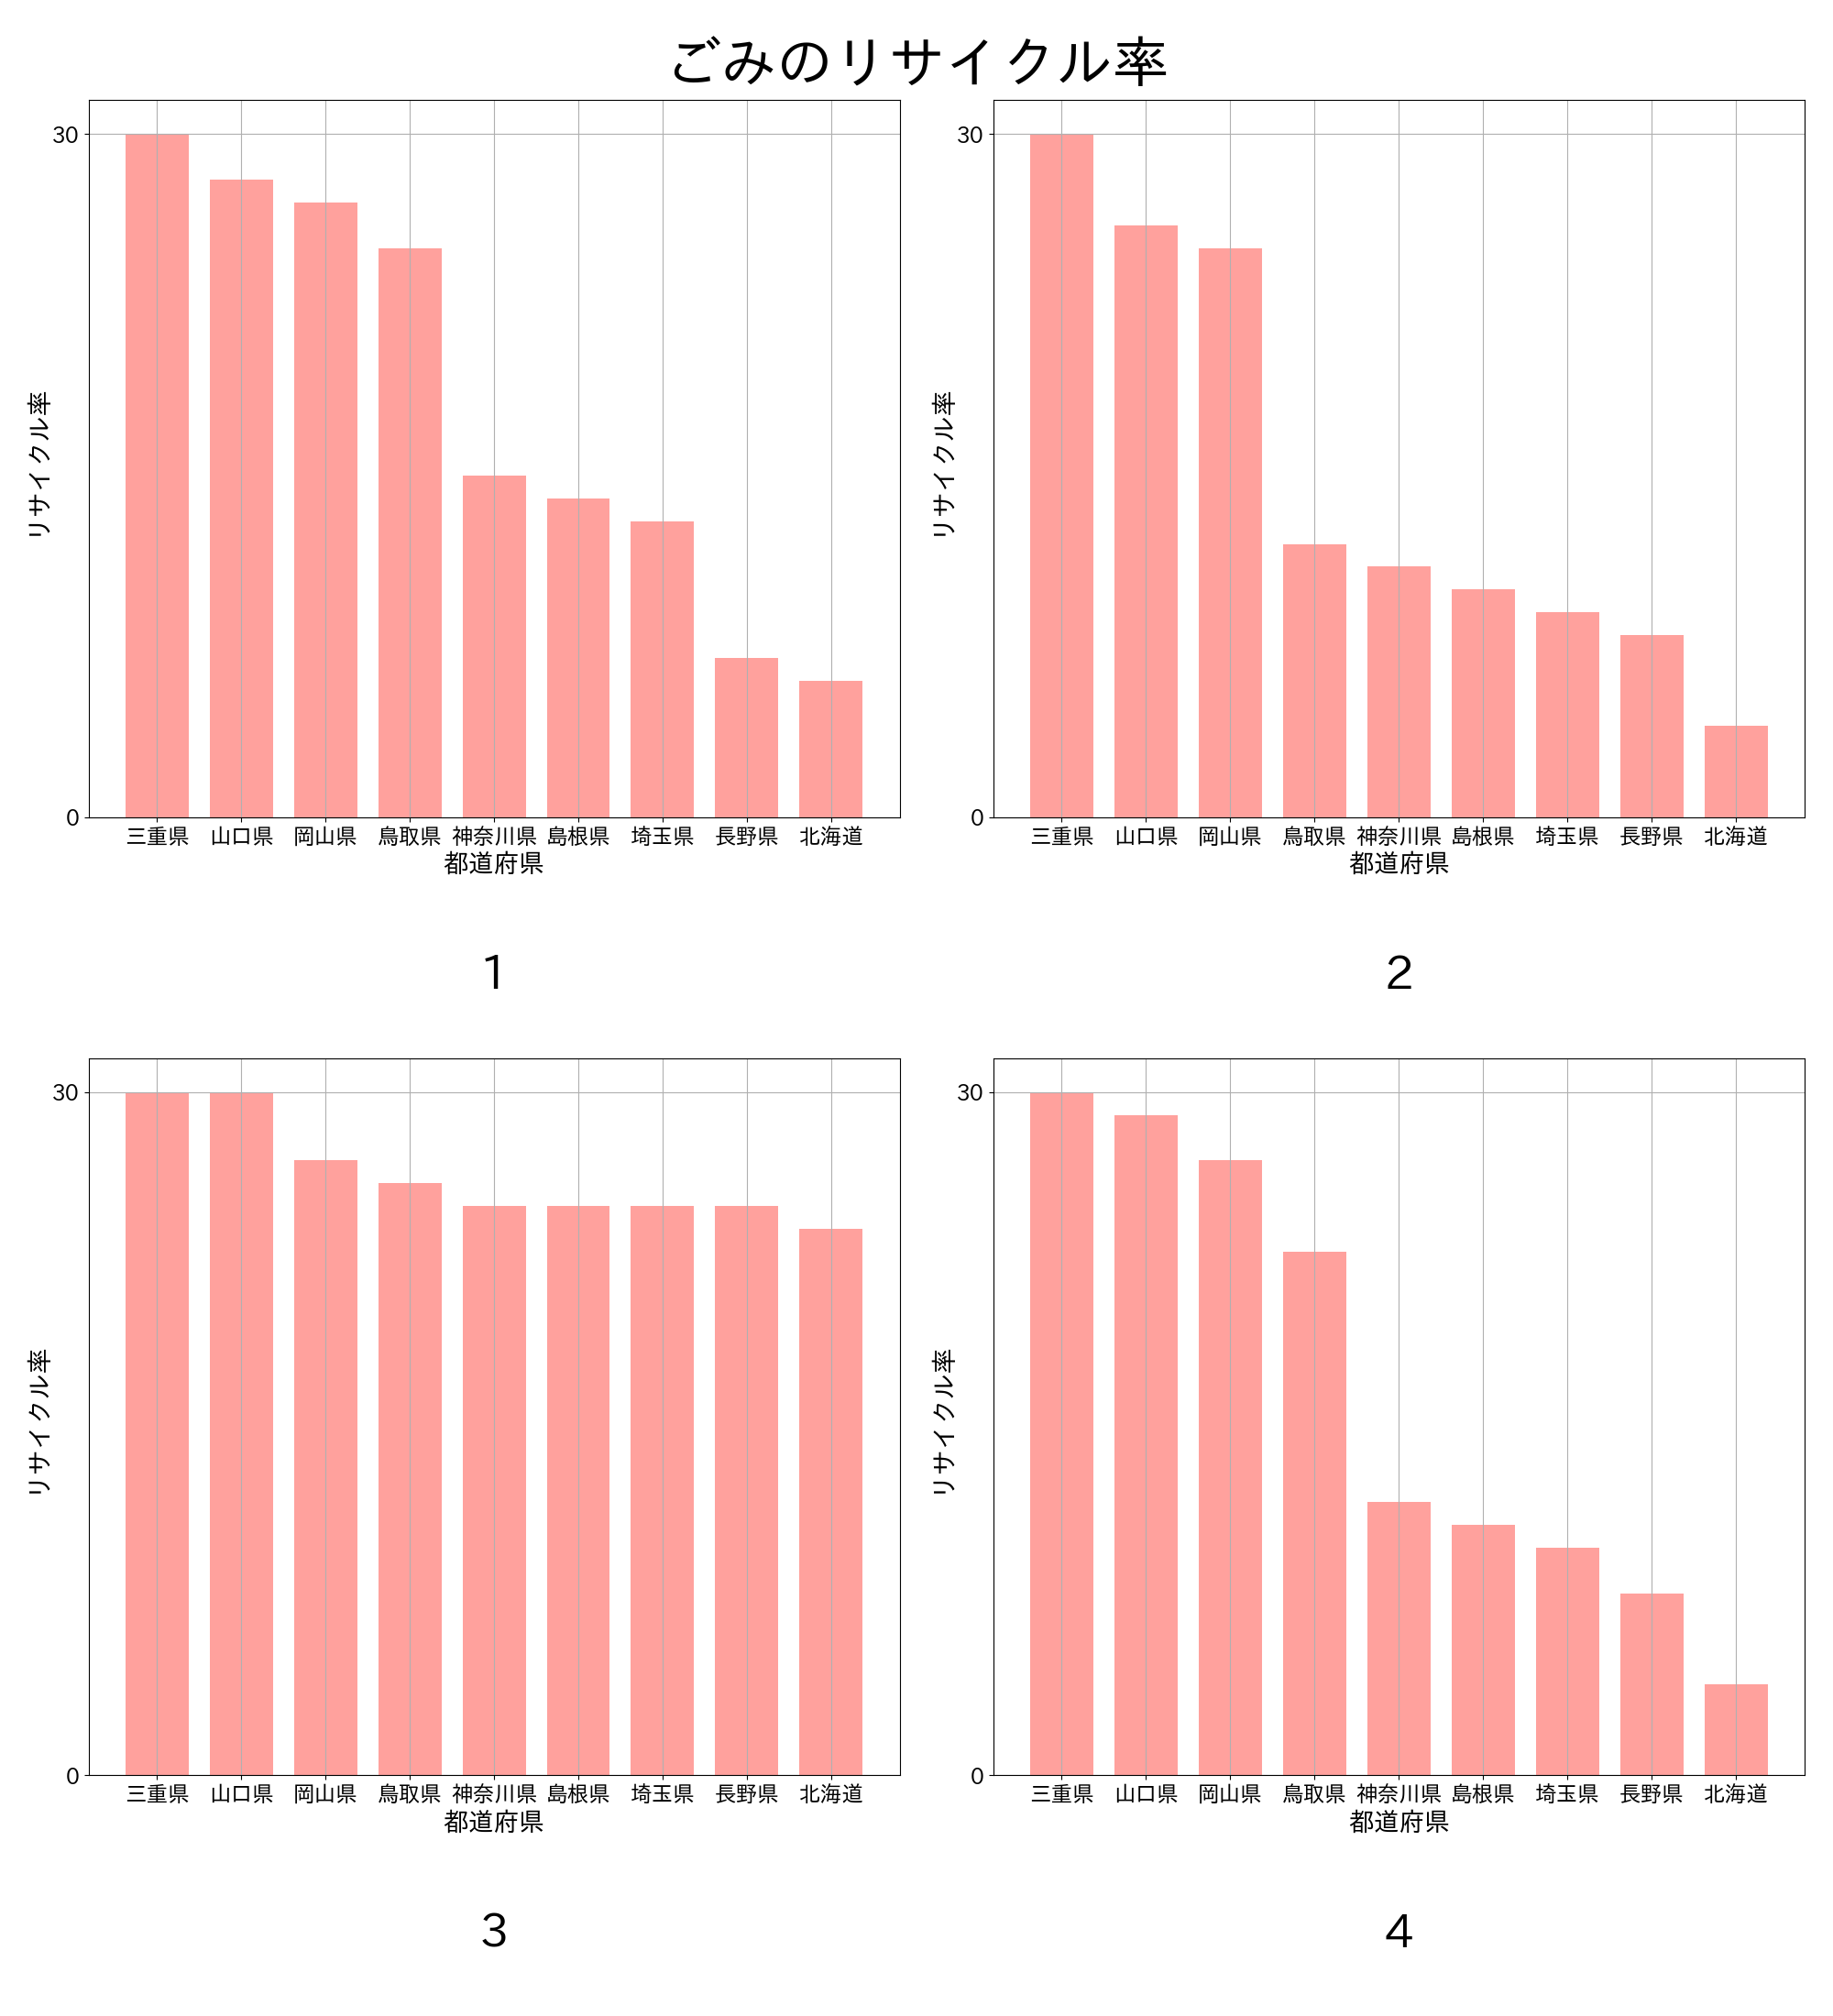 ごみのリサイクル率
リサイクル率
30
0
三重県 山口県 岡山県 鳥取県 神奈川県 島根県 埼玉県 長野県 北海道
都道府県
1
リサイクル率
30
0
三重県 山口県 岡山県 鳥取県 神奈川県 島根県 埼玉県 長野県 北海道
都道府県
2
リサイクル率
30
0
三重県 山口県 岡山県 鳥取県 神奈川県 島根県 埼玉県 長野県 北海道
都道府県
3
リサイクル率
30
0
三重県 山口県 岡山県 鳥取県 神奈川県 島根県 埼玉県 長野県 北海道
都道府県
4